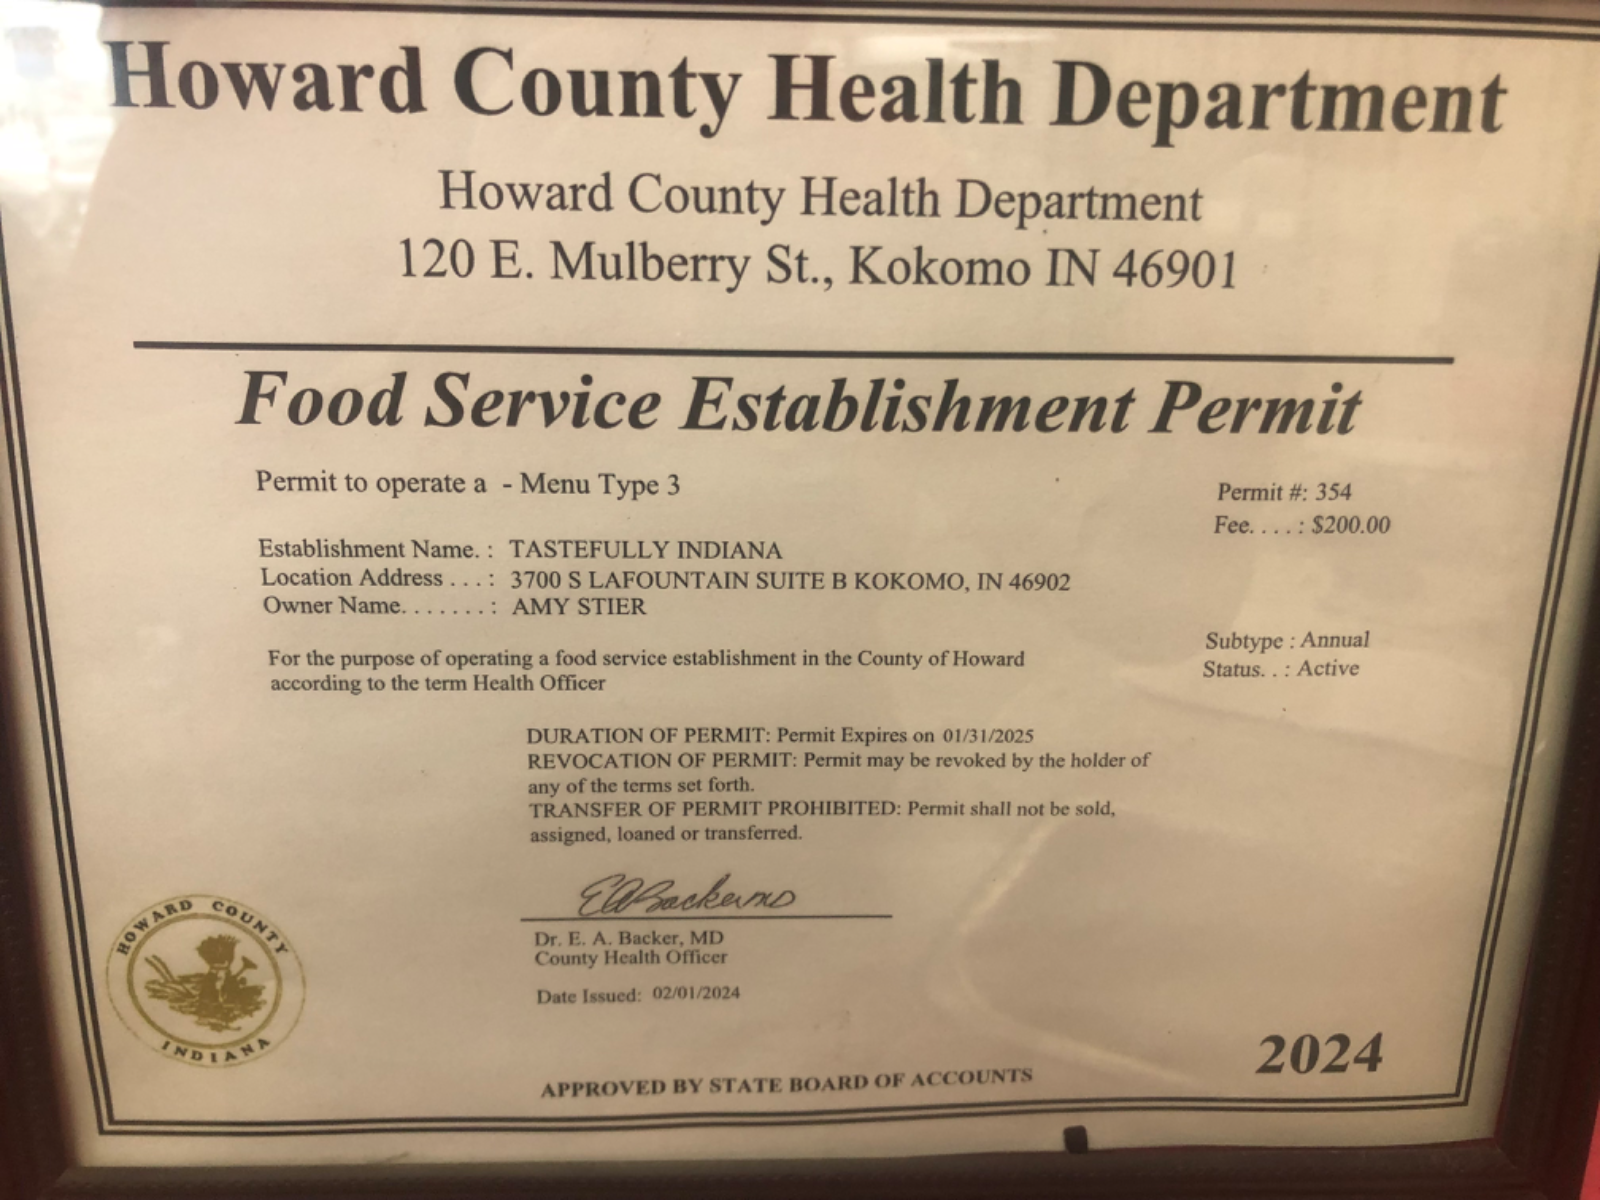 Howard County Health Department
Howard County Health Department
120 E. Mulberry St., Kokomo IN 46901
Food Service Establishment Permit
Permit to operate a - Menu Type 3
Permit #: 354
Fee. . . . : $200.00
Establishment Name. : TASTEFULLY INDIANA
Location Address . . . : 3700 S LAFOUNTAIN SUITE B KOKOMO, IN 46902
Owner Name. . . . . . . : AMY STIER
Subtype : Annual
Status. . : Active
For the purpose of operating a food service establishment in the County of Howard
according to the term Health Officer
DURATION OF PERMIT: Permit Expires on 01/31/2025
REVOCATION OF PERMIT: Permit may be revoked by the holder of
any of the terms set forth.
TRANSFER OF PERMIT PROHIBITED: Permit shall not be sold,
assigned, loaned or transferred.
EABacker MD
Dr. E. A. Backer, MD
County Health Officer
Date Issued: 02/01/2024
HOWARD COUNTY
INDIANA
2024
APPROVED BY STATE BOARD OF ACCOUNTS